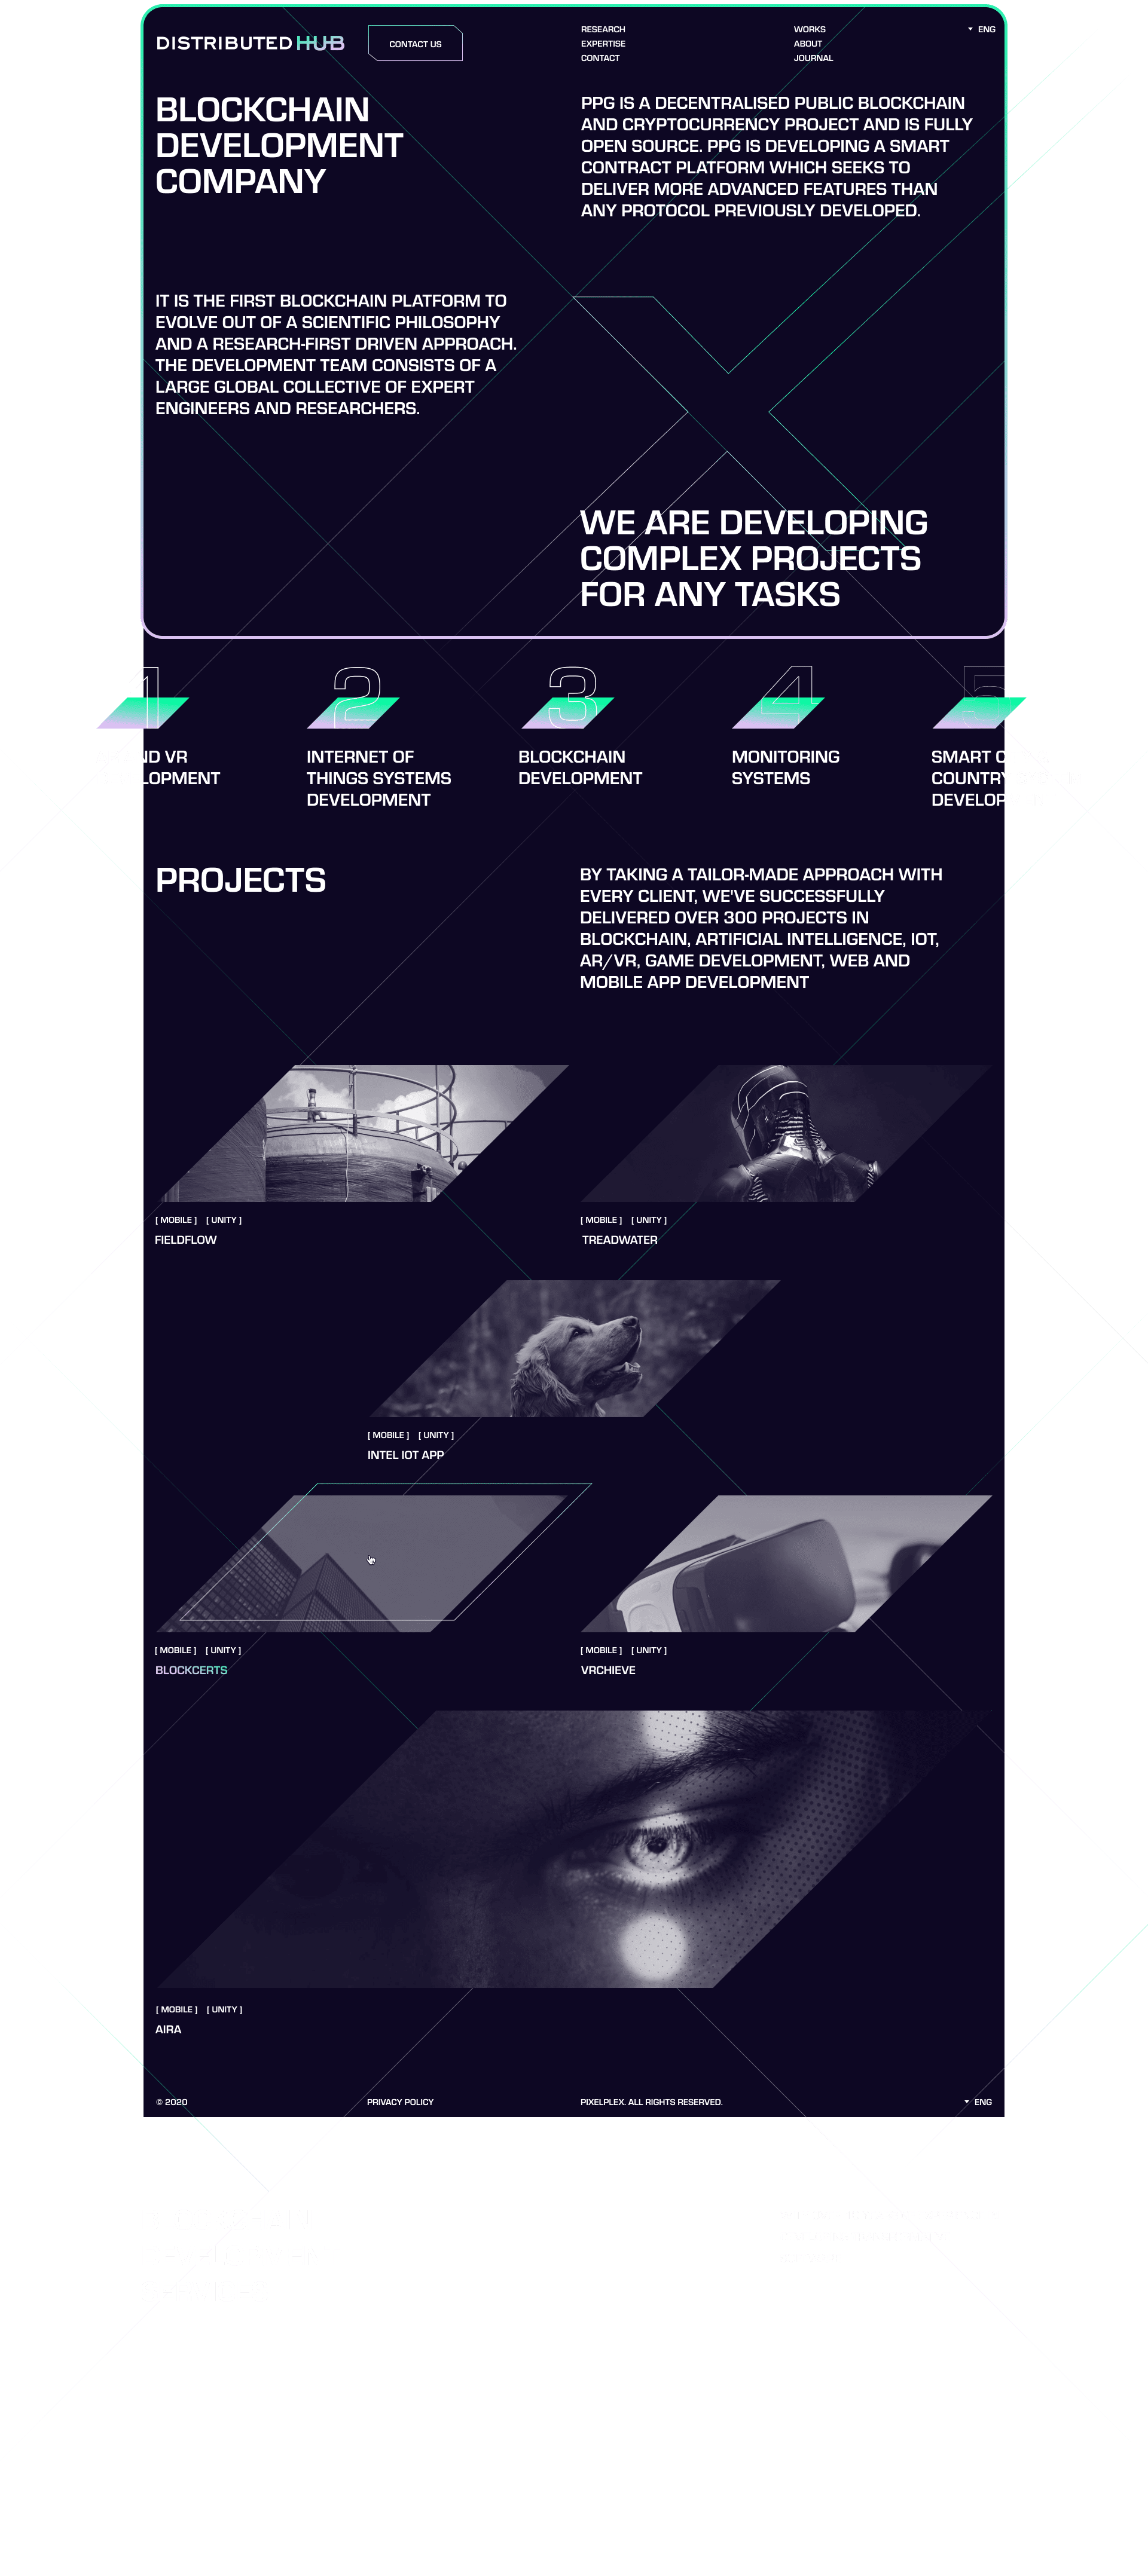 DISTRIBUTED HUB
CONTACT US
RESEARCH
EXPERTISE
CONTACT
WORKS
ABOUT
JOURNAL
ENG
BLOCKCHAIN
DEVELOPMENT
COMPANY
PPG IS A DECENTRALISED PUBLIC BLOCKCHAIN
AND CRYPTOCURRENCY PROJECT AND IS FULLY
OPEN SOURCE. PPG IS DEVELOPING A SMART
CONTRACT PLATFORM WHICH SEEKS TO
DELIVER MORE ADVANCED FEATURES THAN
ANY PROTOCOL PREVIOUSLY DEVELOPED.
IT IS THE FIRST BLOCKCHAIN PLATFORM TO
EVOLVE OUT OF A SCIENTIFIC PHILOSOPHY
AND A RESEARCH-FIRST DRIVEN APPROACH.
THE DEVELOPMENT TEAM CONSISTS OF A
LARGE GLOBAL COLLECTIVE OF EXPERT
ENGINEERS AND RESEARCHERS.
WE ARE DEVELOPING
COMPLEX PROJECTS
FOR ANY TASKS
1
ND VR
LOPMENT
2
INTERNET OF
THINGS SYSTEMS
DEVELOPMENT
3
BLOCKCHAIN
DEVELOPMENT
4
MONITORING
SYSTEMS
5
SMART C
COUNTRY
DEVELOP
PROJECTS
BY TAKING A TAILOR-MADE APPROACH WITH
EVERY CLIENT, WE'VE SUCCESSFULLY
DELIVERED OVER 300 PROJECTS IN
BLOCKCHAIN, ARTIFICIAL INTELLIGENCE, IOT,
AR/VR, GAME DEVELOPMENT, WEB AND
MOBILE APP DEVELOPMENT
[ MOBILE ] [ UNITY ]
FIELDFLOW
[ MOBILE ] [ UNITY ]
TREADWATER
[ MOBILE ] [ UNITY ]
INTEL IOT APP
[ MOBILE ] [ UNITY ]
BLOCKCERTS
[ MOBILE ] [ UNITY ]
VRCHIEVE
[ MOBILE ] [ UNITY ]
AIRA
© 2020
PRIVACY POLICY
PIXELPLEX. ALL RIGHTS RESERVED.
ENG